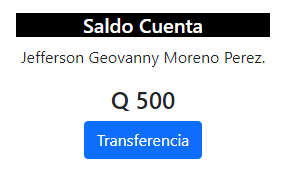 Saldo Cuenta
Jefferson Geovanny Moreno Perez.
Q 500
Transferencia